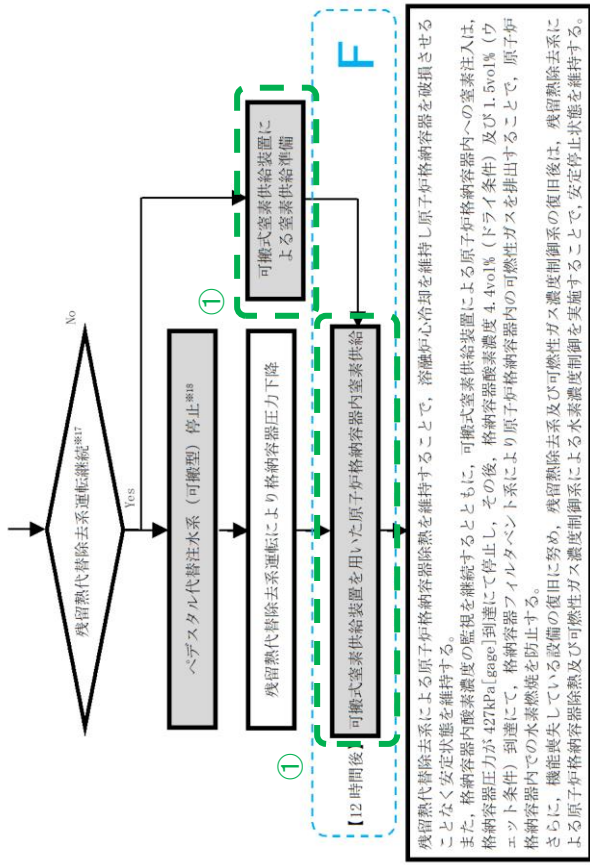 残留熱代替除去系運転継続※17
No
Yes
ペデスタル代替注水系（可搬型）停止※18
残留熱代替除去系運転により格納容器圧力下降
①
可搬式窒素供給装置に
よる窒素供給準備
①
【12 時間後】
可搬式窒素供給装置を用いた原子炉格納容器内窒素供給
F
残留熱代替除去系による原子炉格納容器除熱を維持することで，溶融炉心冷却を維持し原子炉格納容器を破損させる
ことなく安定状態を維持する。
また，格納容器内酸素濃度の監視を継続するとともに，可搬式窒素供給装置による原子炉格納容器内への窒素注入は，
格納容器圧力が 427kPa[gage]到達にて停止し，その後，格納容器酸素濃度 4.4vol%（ドライ条件）及び 1.5vol%（ウ
ェット条件）到達にて，格納容器フィルタベント系により原子炉格納容器内の可燃性ガスを排出することで，原子炉
格納容器内での水素燃焼を防止する。
さらに，機能喪失している設備の復旧に努め，残留熱除去系及び可燃性ガス濃度制御系の復旧後は，残留熱除去系に
よる原子炉格納容器除熱及び可燃性ガス濃度制御系による水素濃度制御を実施することで，安定停止状態を維持する。